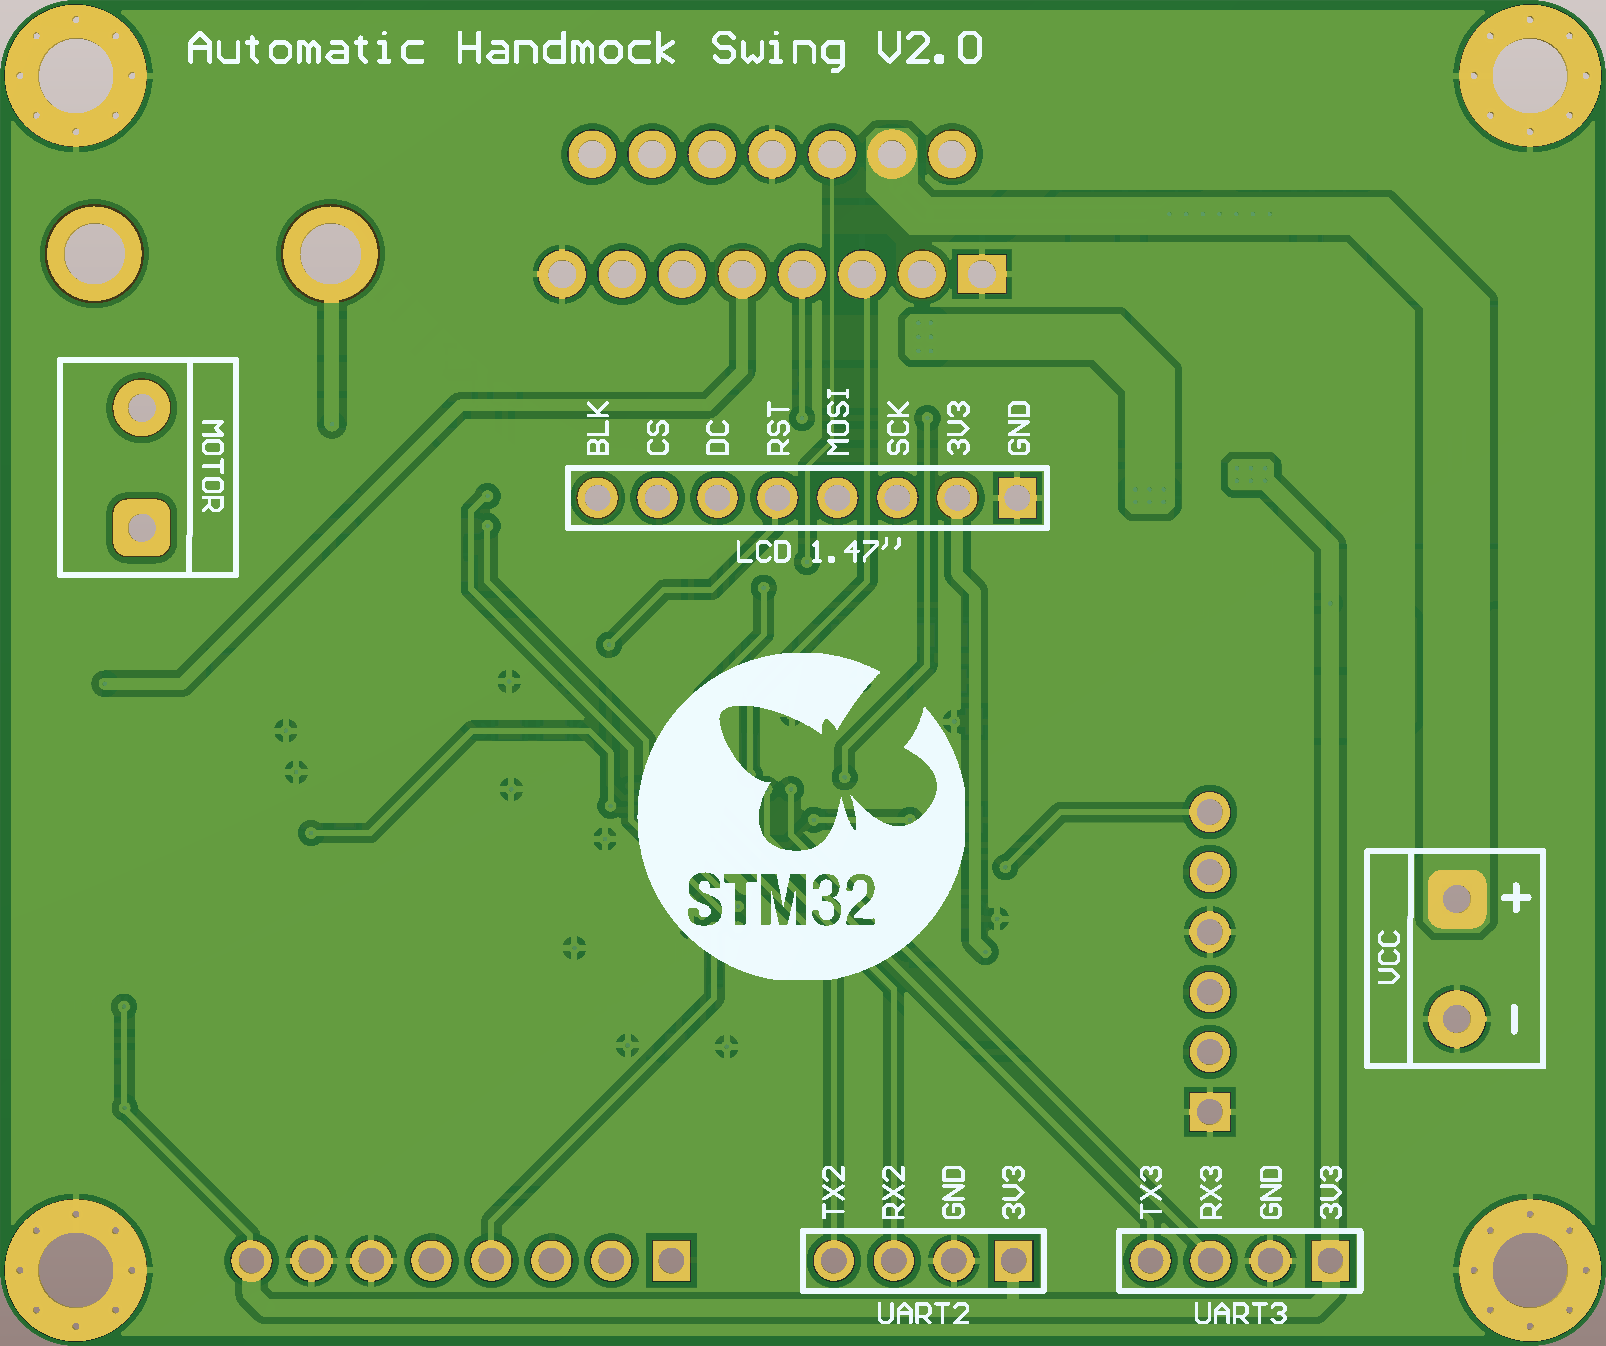 Automatic Handmock Swing V2.0
MOTOR
BLK
CS
DC
RST
MOSI
SCK
3V3
GND
LCD 1.47"
STM32
VCC
+
-
TX2
RX2
GND
3V3
UART2
TX3
RX3
GND
3V3
UART3